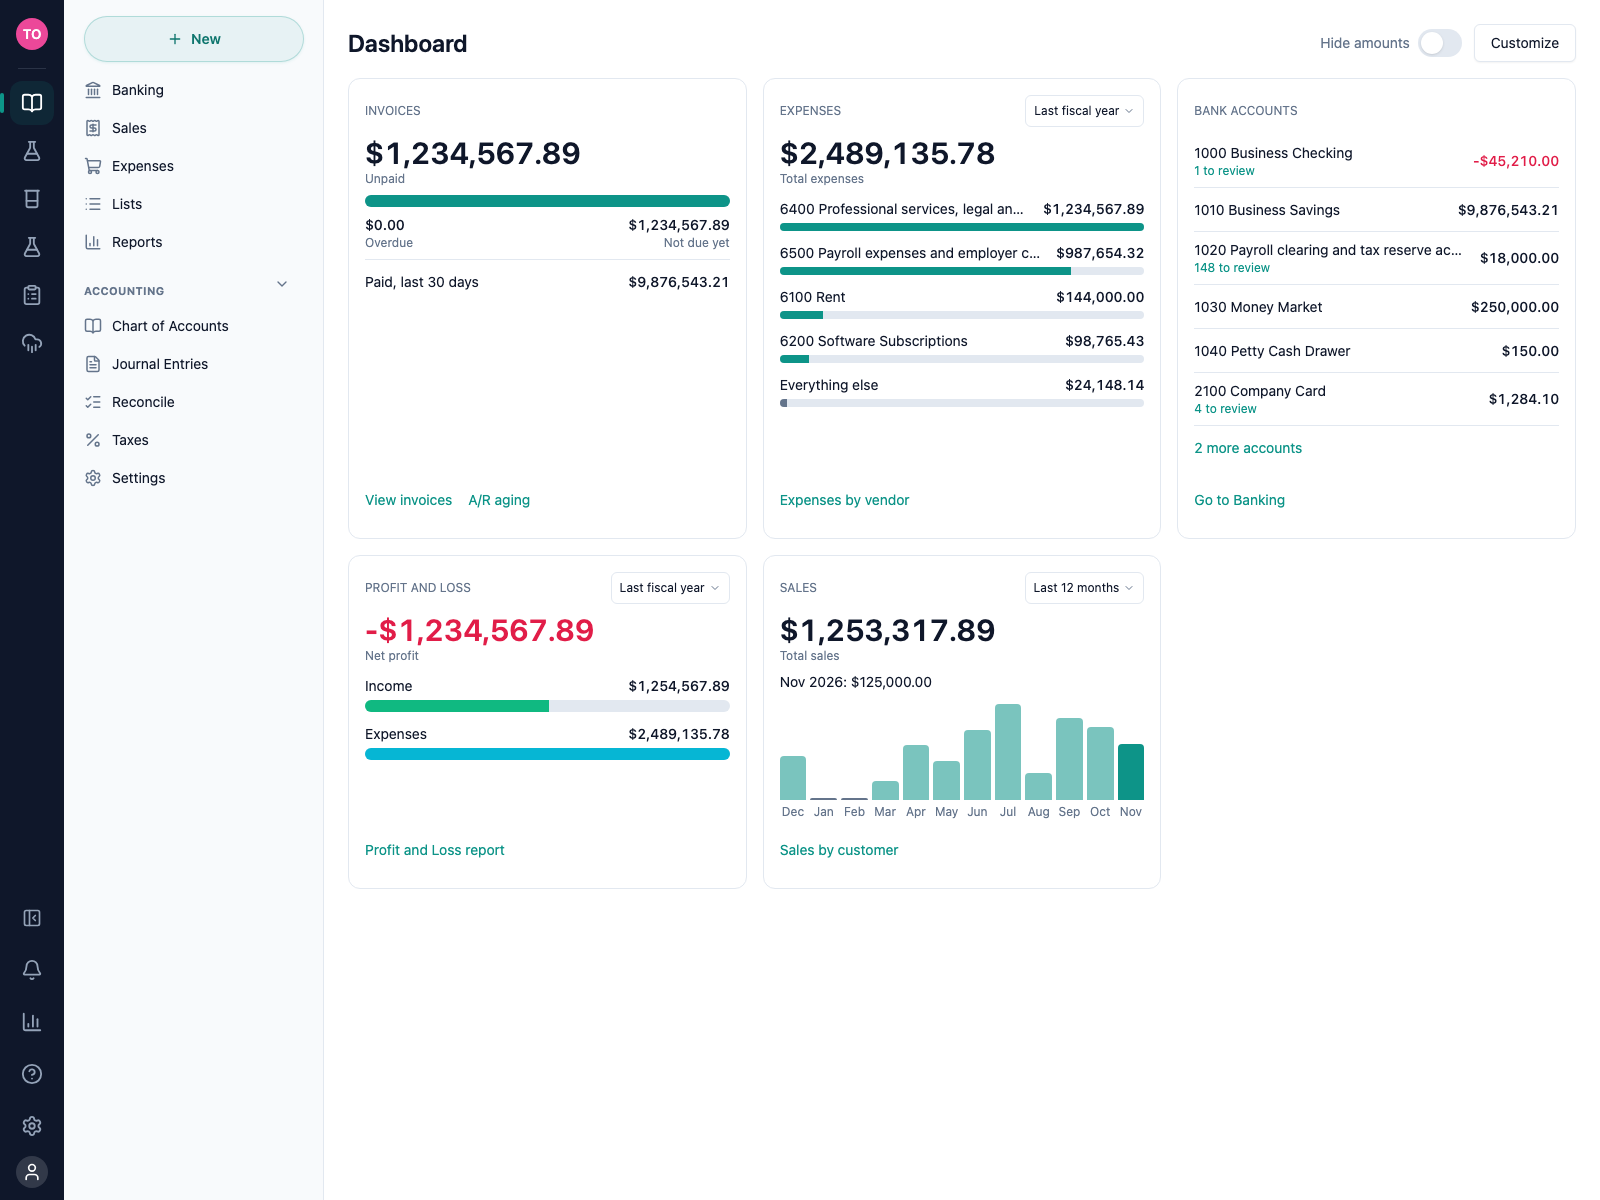 TO
New
Banking
Sales
Expenses
Lists
Reports
ACCOUNTING
Chart of Accounts
Journal Entries
Reconcile
Taxes
Settings
Dashboard
Hide amounts
Customize
INVOICES
$1,234,567.89
Unpaid
$0.00 $1,234,567.89
Overdue Not due yet
Paid, last 30 days $9,876,543.21
View invoices A/R aging
EXPENSES
Last fiscal year
$2,489,135.78
Total expenses
6400 Professional services, legal an... $1,234,567.89
6500 Payroll expenses and employer c... $987,654.32
6100 Rent $144,000.00
6200 Software Subscriptions $98,765.43
Everything else $24,148.14
Expenses by vendor
BANK ACCOUNTS
1000 Business Checking -$45,210.00
1 to review
1010 Business Savings $9,876,543.21
1020 Payroll clearing and tax reserve ac... $18,000.00
148 to review
1030 Money Market $250,000.00
1040 Petty Cash Drawer $150.00
2100 Company Card $1,284.10
4 to review
2 more accounts
Go to Banking
PROFIT AND LOSS
Last fiscal year
-$1,234,567.89
Net profit
Income $1,254,567.89
Expenses $2,489,135.78
Profit and Loss report
SALES
Last 12 months
$1,253,317.89
Total sales
Nov 2026: $125,000.00
Dec Jan Feb Mar Apr May Jun Jul Aug Sep Oct Nov
Sales by customer